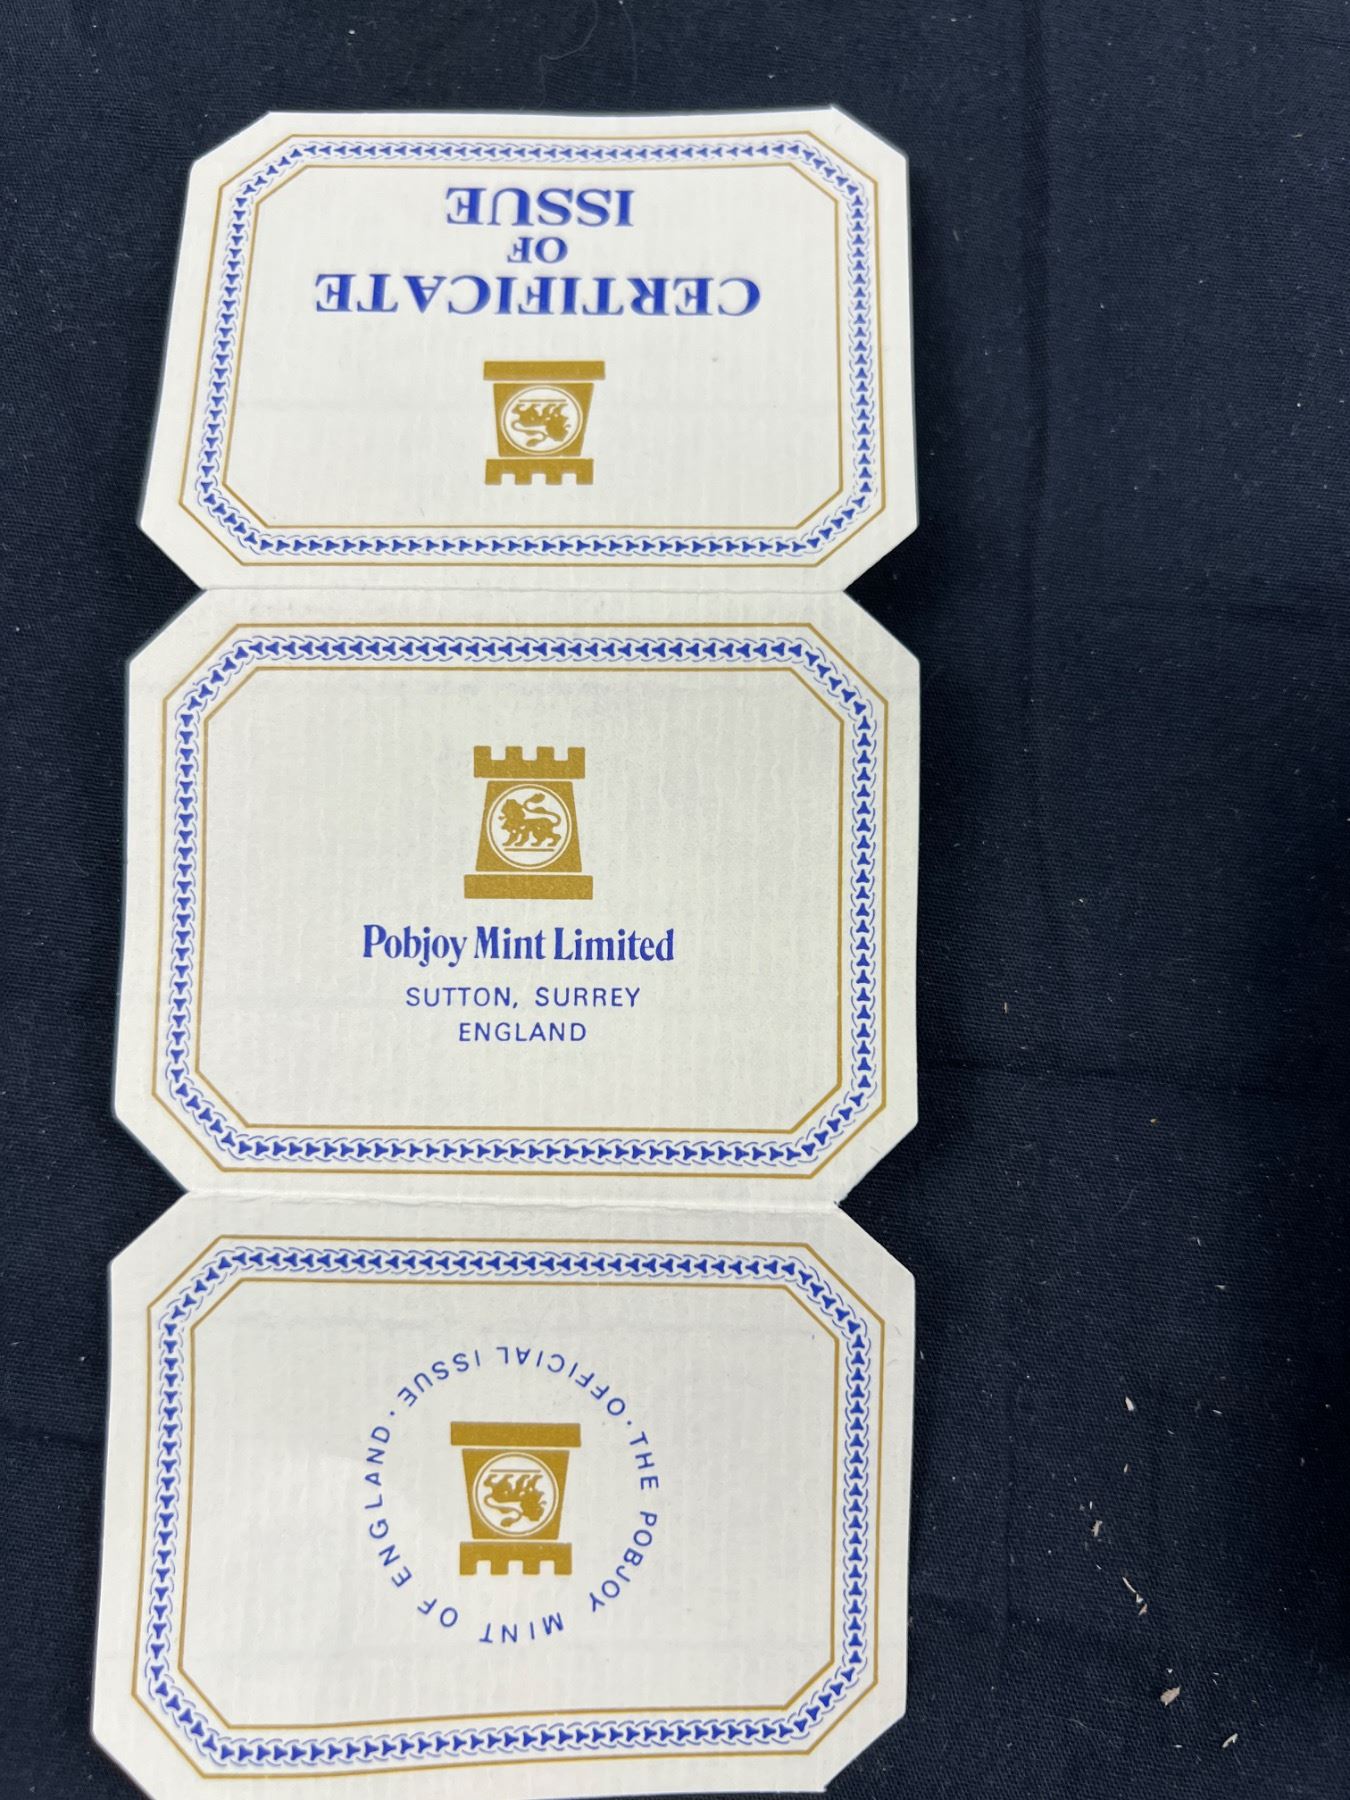 CERTIFICATE
OF
ISSUE
Pobjoy Mint Limited
SUTTON, SURREY
ENGLAND
THE POBJOY MINT OF ENGLAND · OFFICIAL ISSUE ·